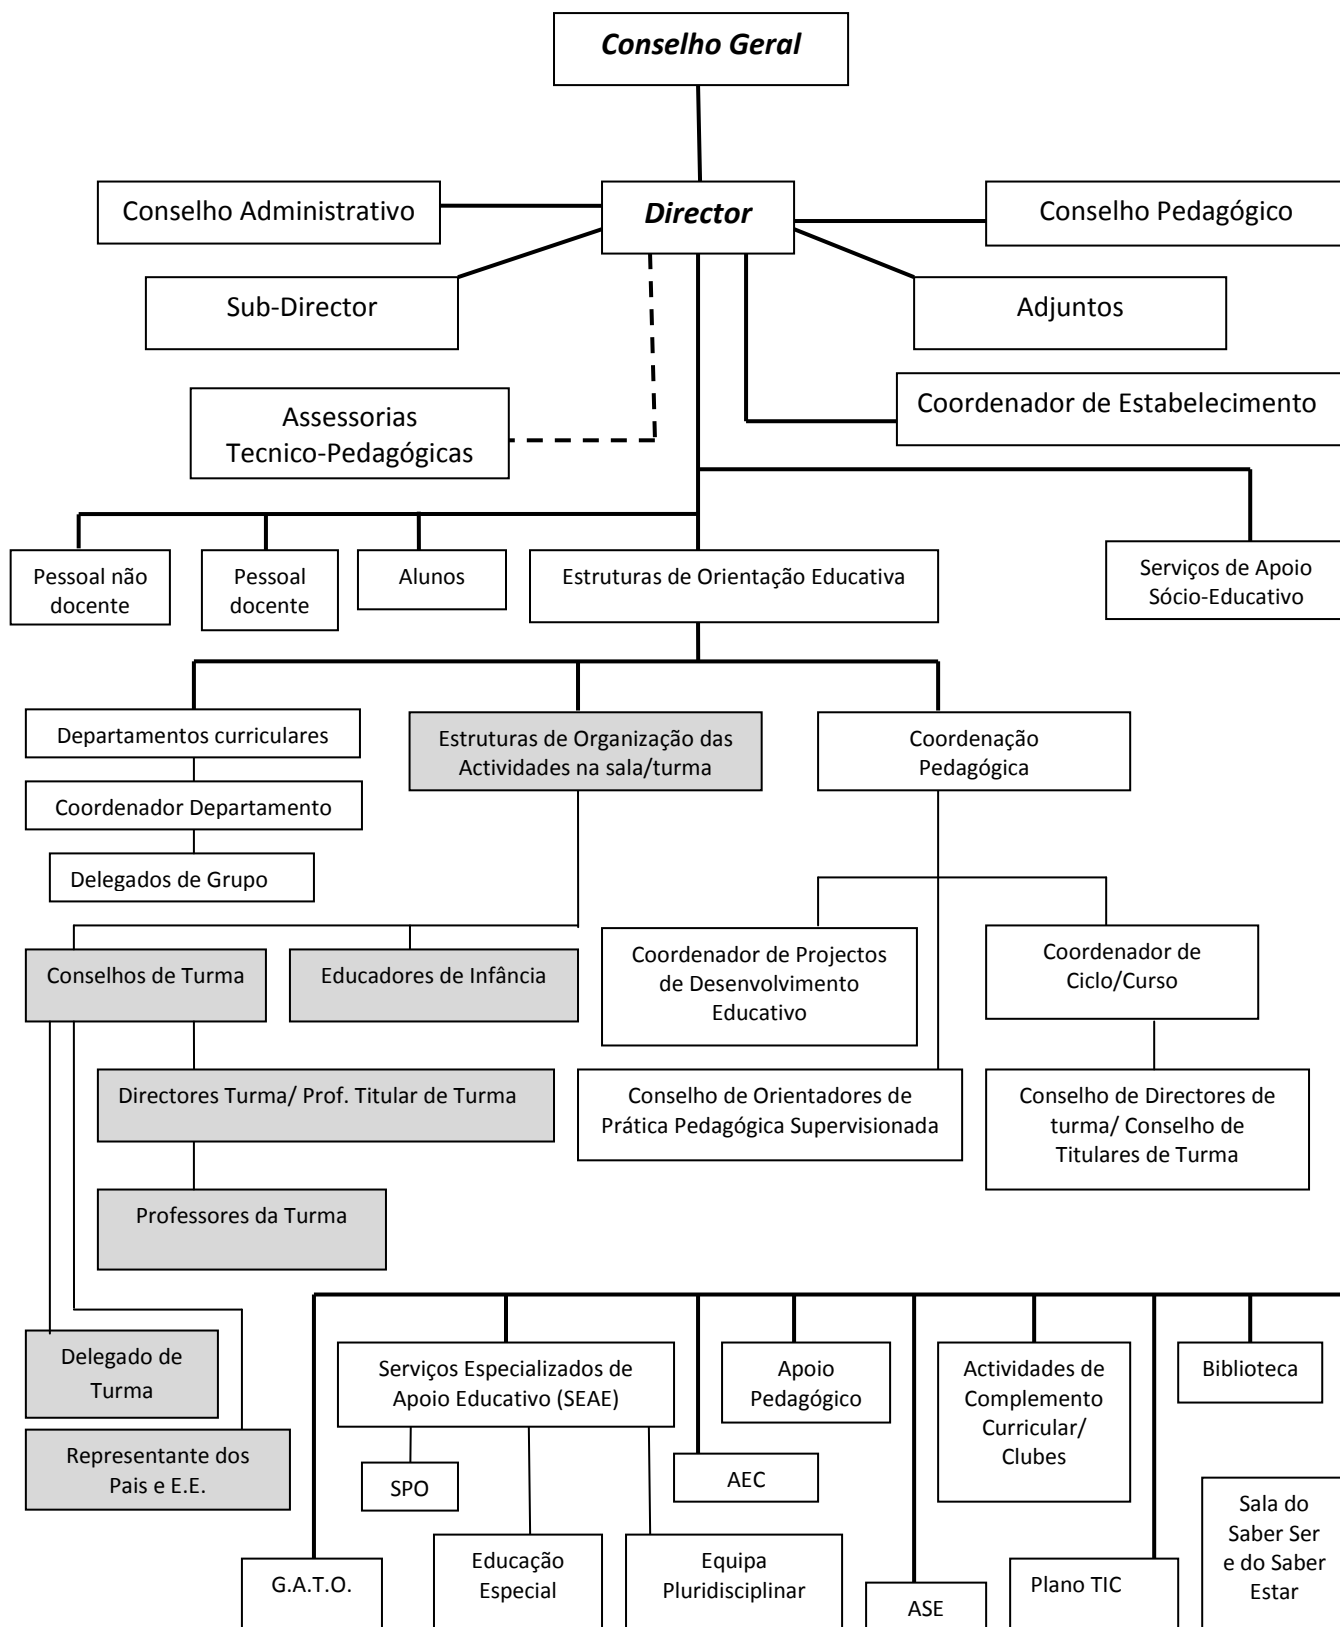 Conselho Geral
Conselho Administrativo
Director
Conselho Pedagógico
Sub-Director
Adjuntos
Assessorias
Tecnico-Pedagógicas
Coordenador de Estabelecimento
Pessoal não
docente
Pessoal
docente
Alunos
Estruturas de Orientação Educativa
Serviços de Apoio
Sócio-Educativo
Departamentos curriculares
Estruturas de Organização das
Actividades na sala/turma
Coordenação
Pedagógica
Coordenador Departamento
Delegados de Grupo
Conselhos de Turma
Educadores de Infância
Coordenador de Projectos
de Desenvolvimento
Educativo
Coordenador de
Ciclo/Curso
Directores Turma/ Prof. Titular de Turma
Conselho de Orientadores de
Prática Pedagógica Supervisionada
Conselho de Directores de
turma/ Conselho de
Titulares de Turma
Professores da Turma
Delegado de
Turma
Serviços Especializados de
Apoio Educativo (SEAE)
Apoio
Pedagógico
Actividades de
Complemento
Curricular/
Clubes
Biblioteca
Representante dos
Pais e E.E.
SPO
AEC
Sala do
Saber Ser
e do Saber
Estar
G.A.T.O.
Educação
Especial
Equipa
Pluridisciplinar
ASE
Plano TIC